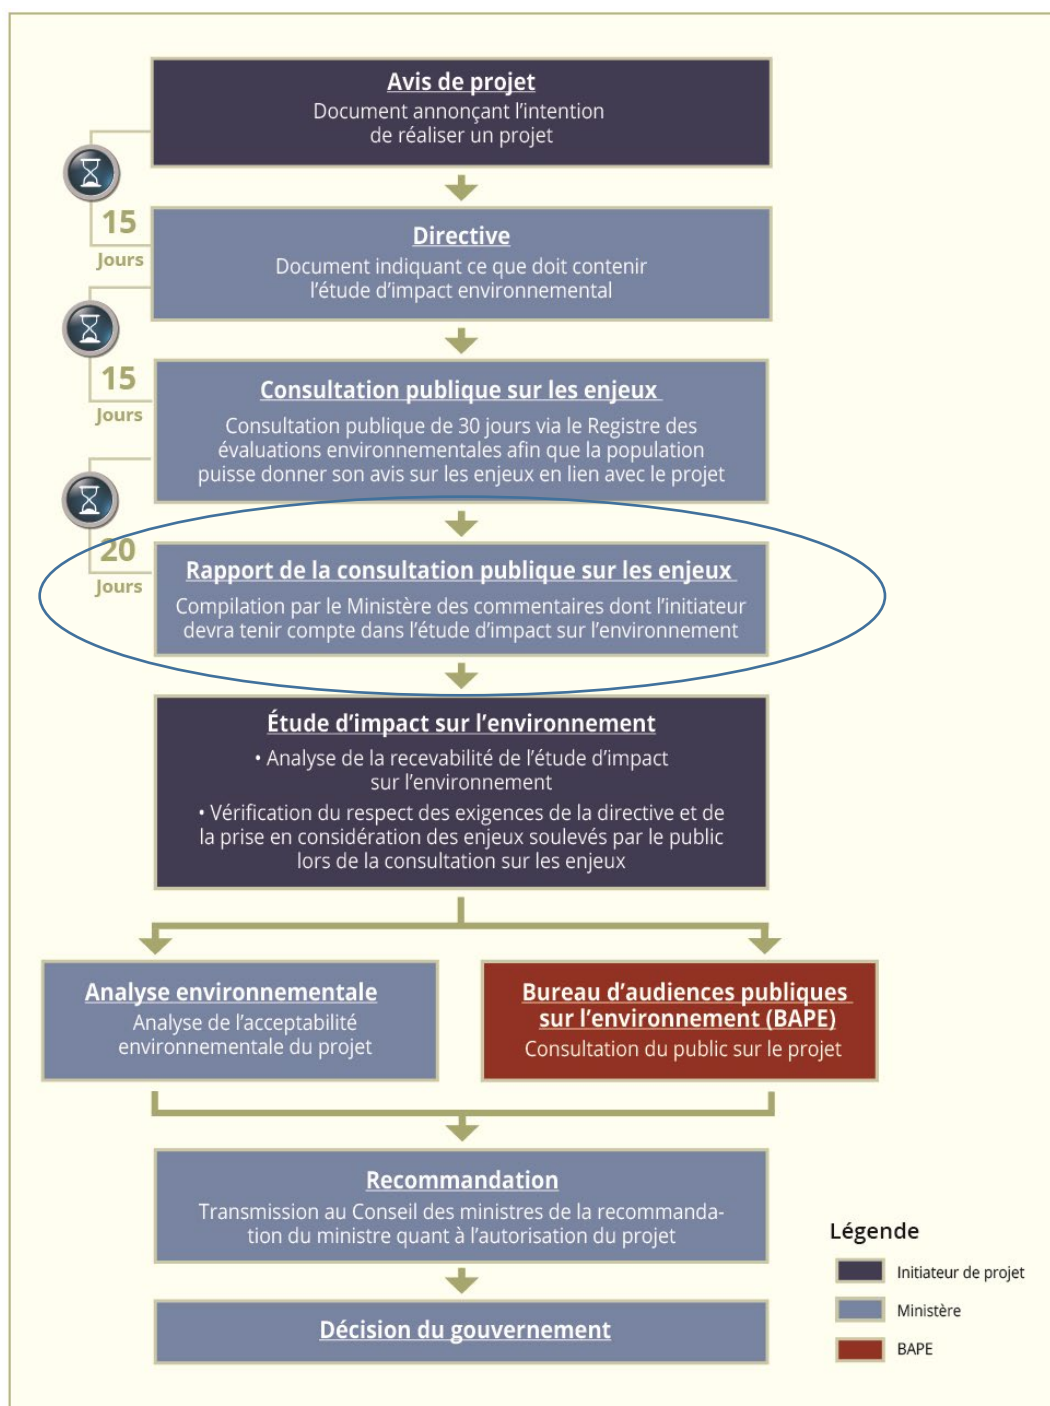 Avis de projet
Document annonçant l’intention
de réaliser un projet
15
Jours
Directive
Document indiquant ce que doit contenir
l’étude d’impact environnemental
15
Jours
Consultation publique sur les enjeux
Consultation publique de 30 jours via le Registre des
évaluations environnementales afin que la population
puisse donner son avis sur les enjeux en lien avec le projet
20
Jours
Rapport de la consultation publique sur les enjeux
Compilation par le Ministère des commentaires dont l’initiateur
devra tenir compte dans l’étude d’impact sur l’environnement
Étude d’impact sur l’environnement
• Analyse de la recevabilité de l’étude d’impact
sur l’environnement
• Vérification du respect des exigences de la directive et de
la prise en considération des enjeux soulevés par le public
lors de la consultation sur les enjeux
Analyse environnementale
Analyse de l’acceptabilité
environnementale du projet
Bureau d’audiences publiques
sur l’environnement (BAPE)
Consultation du public sur le projet
Recommandation
Transmission au Conseil des ministres de la recommanda-
tion du ministre quant à l’autorisation du projet
Décision du gouvernement
Légende
Initiateur de projet
Ministère
BAPE